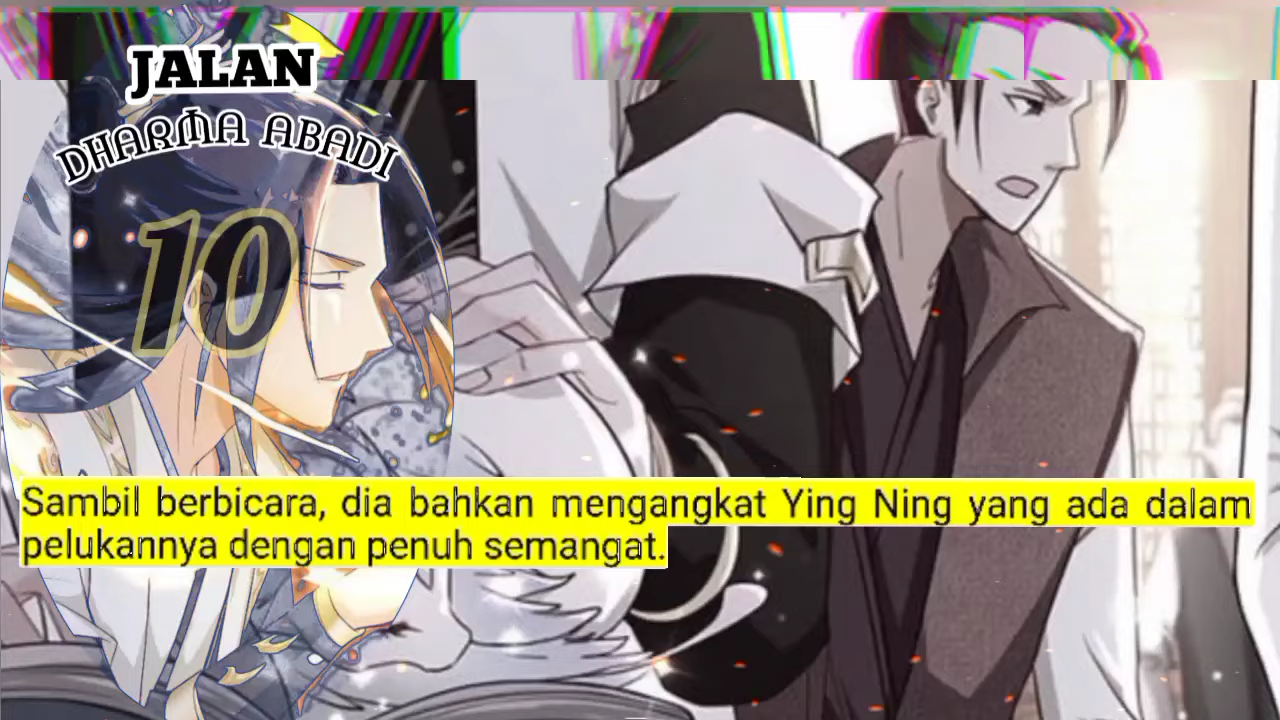 JALAN
DHARMA ABADI
10
Sambil berbicara, dia bahkan mengangkat Ying Ning yang ada dalam
pelukannya dengan penuh semangat.